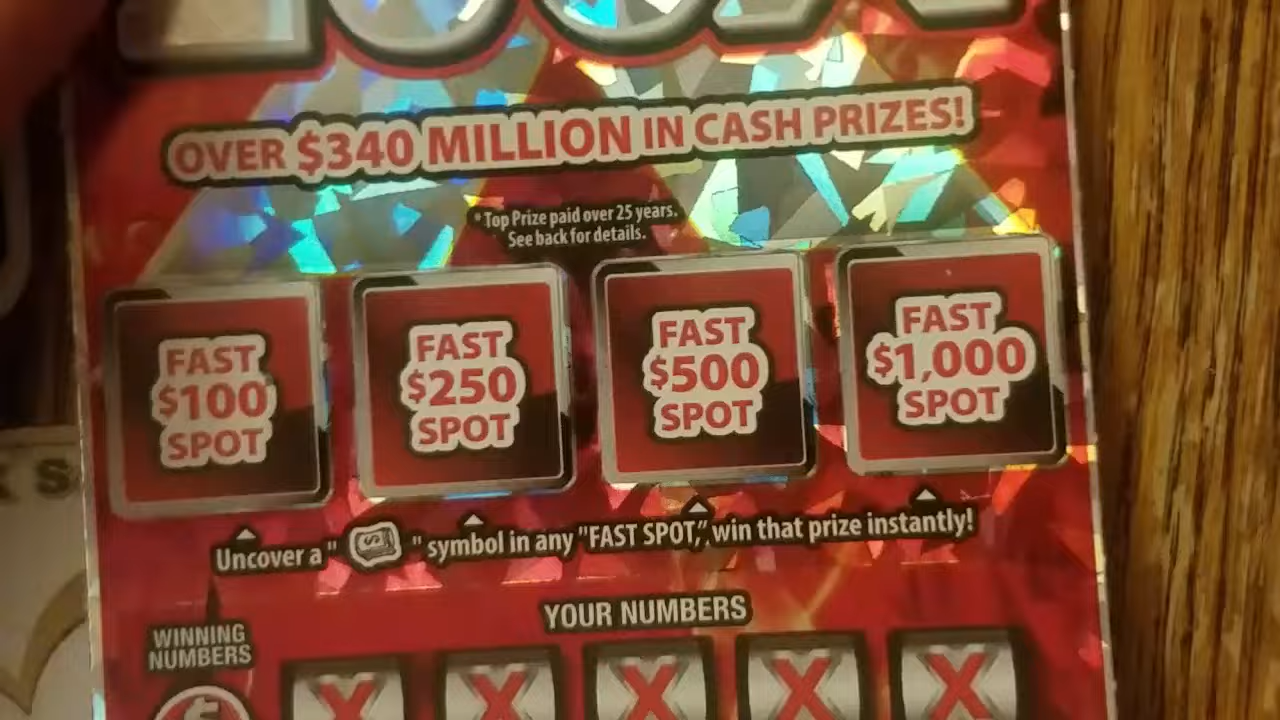 OVER $340 MILLION IN CASH PRIZES!
*Top Prize paid over 25 years.
See back for details.
FAST
$100
SPOT
FAST
$250
SPOT
FAST
$500
SPOT
FAST
$1,000
SPOT
Uncover a " $ " symbol in any "FAST SPOT," win that prize instantly!
YOUR NUMBERS
WINNING
NUMBERS
X X X X X